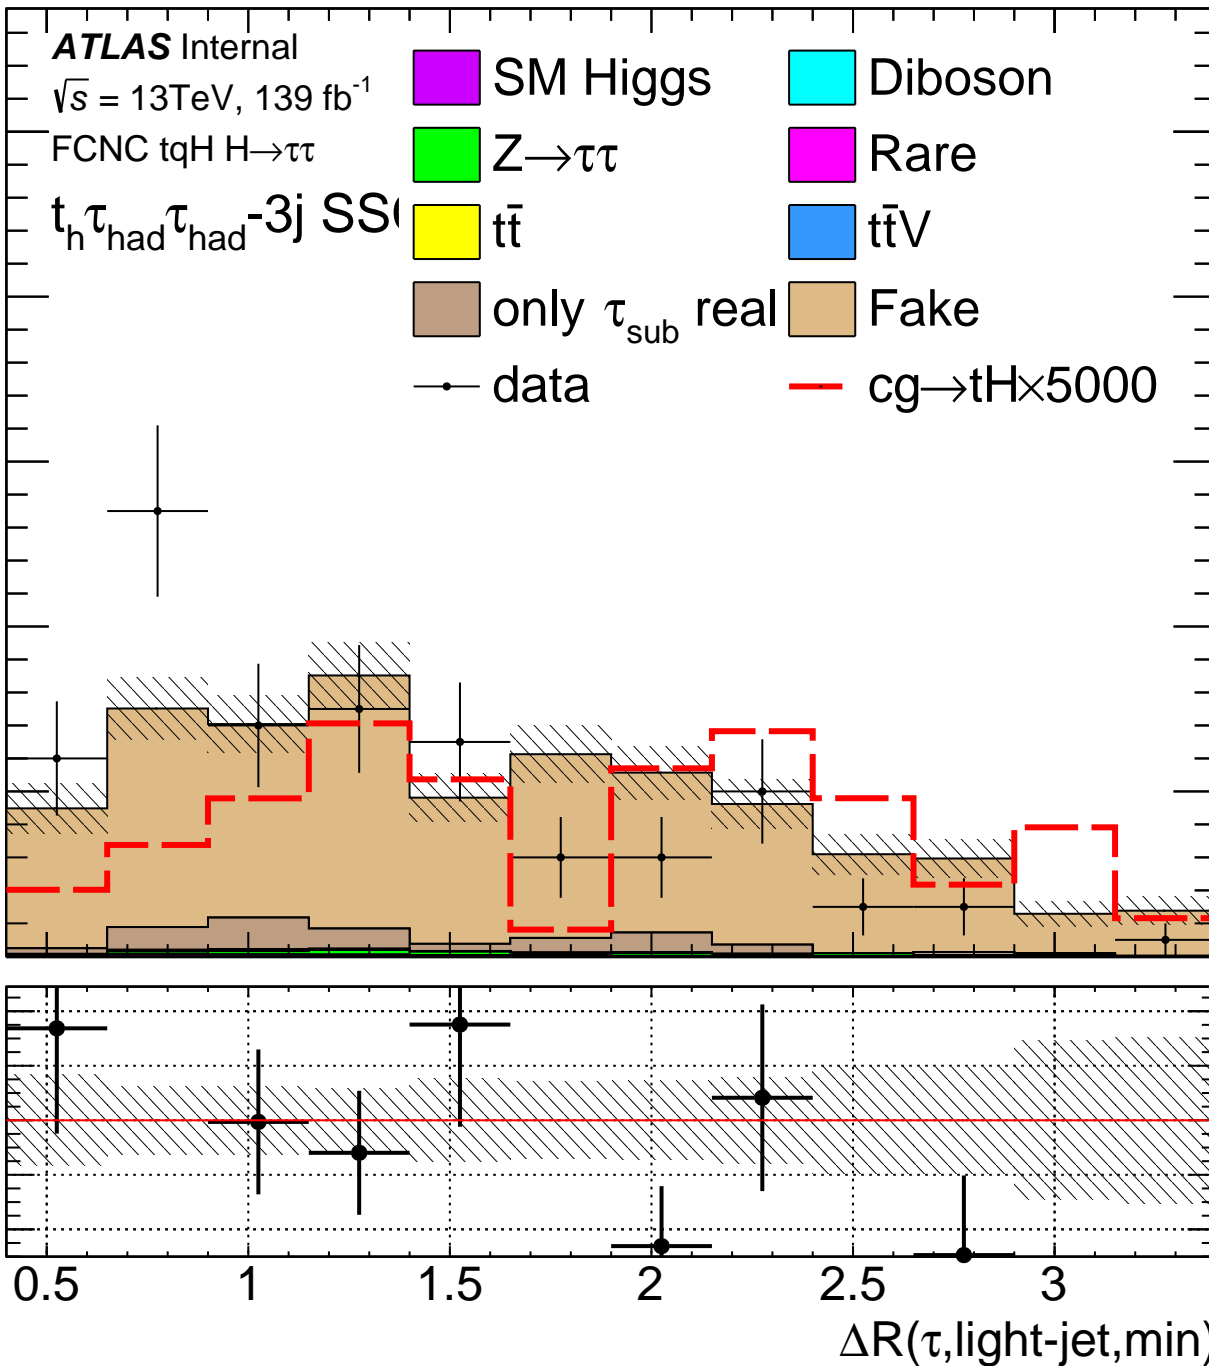 ATLAS Internal
√s = 13TeV, 139 fb⁻¹
FCNC tqH H→ττ
t_hτ_hadτ_had-3j SS
SM Higgs
Diboson
Z→ττ
Rare
tt̄
tt̄V
only τ_sub real
Fake
data
cg→tH×5000
0.5 1 1.5 2 2.5 3
ΔR(τ,light-jet,min)